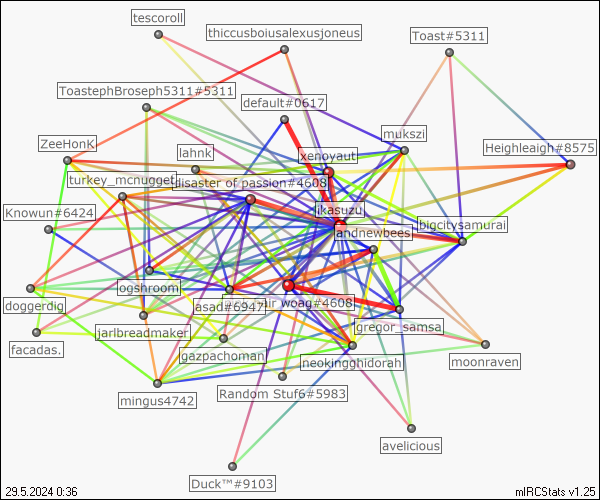 tescoroll
thiccusboiusalexusjoneus
Toast#5311
ToastephBroseph5311#5311
default#0617
mukszi
ZeeHonK
lahnk
xenoyaut
Heighleaigh#8575
turkey_mcnugget
disaster of passion#4608
Knowun#6424
ikasuzu
bigcitysamurai
andnewbees
ogshroom
doggerdig
asad#6947
fair woag#4608
jarlbreadmaker
gregor_samsa
facadas.
gazpachoman
neokingghidorah
moonraven
mingus4742
Random Stuf6#5983
avelicious
Duck™#9103
29.5.2024 0:36
mIRCStats v1.25